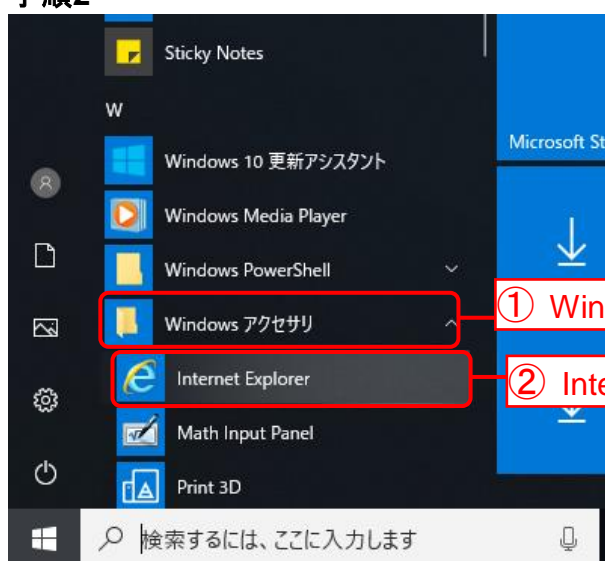 手順2
Sticky Notes
W
Windows 10 更新アシスタント
Microsoft St
Windows Media Player
Windows PowerShell
Windows アクセサリ
① Win
Internet Explorer
② Inte
Math Input Panel
Print 3D
検索するには、ここに入力します